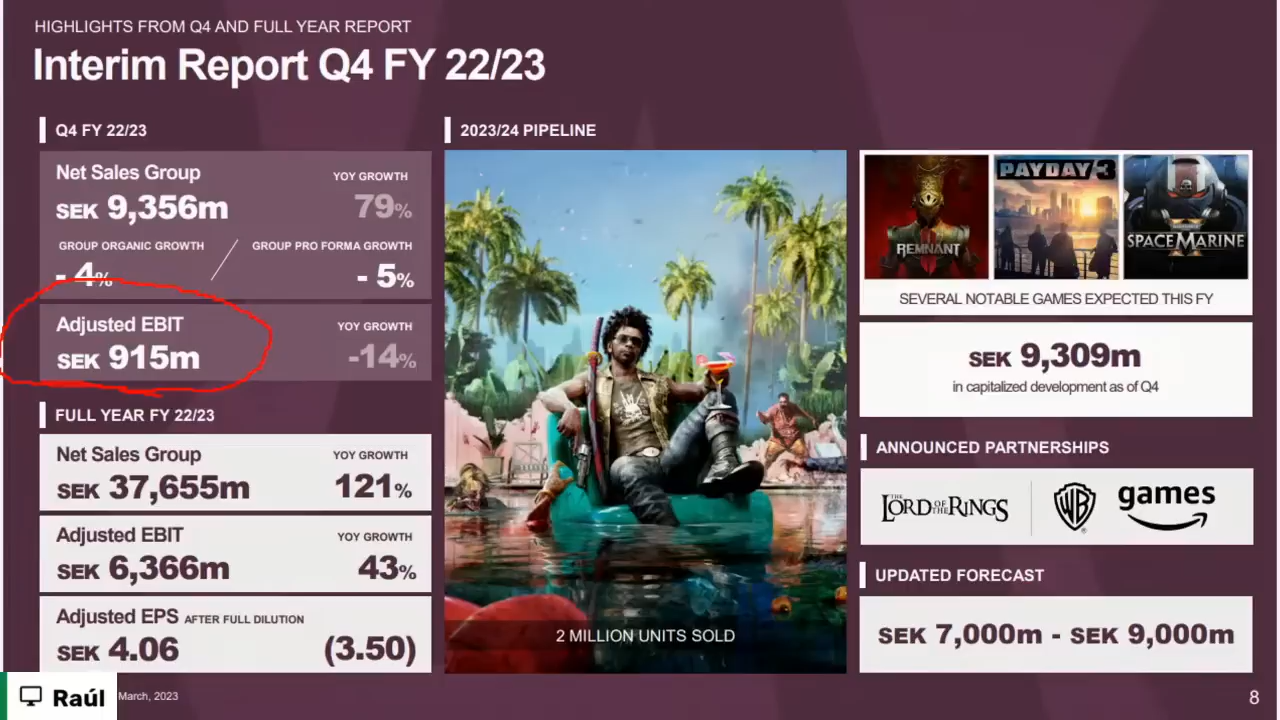 HIGHLIGHTS FROM Q4 AND FULL YEAR REPORT
Interim Report Q4 FY 22/23
Q4 FY 22/23
Net Sales Group
YOY GROWTH
SEK 9,356m
79%
GROUP ORGANIC GROWTH / GROUP PRO FORMA GROWTH
- 4%
- 5%
Adjusted EBIT
YOY GROWTH
SEK 915m
-14%
FULL YEAR FY 22/23
Net Sales Group
YOY GROWTH
SEK 37,655m
121%
Adjusted EBIT
YOY GROWTH
SEK 6,366m
43%
Adjusted EPS AFTER FULL DILUTION
SEK 4.06
(3.50)
2023/24 PIPELINE
2 MILLION UNITS SOLD
REMNANT
PAYDAY 3
SPACE MARINE
SEVERAL NOTABLE GAMES EXPECTED THIS FY
SEK 9,309m
in capitalized development as of Q4
ANNOUNCED PARTNERSHIPS
THE LORD OF THE RINGS
WB
games
UPDATED FORECAST
SEK 7,000m - SEK 9,000m
Raúl
March, 2023
8